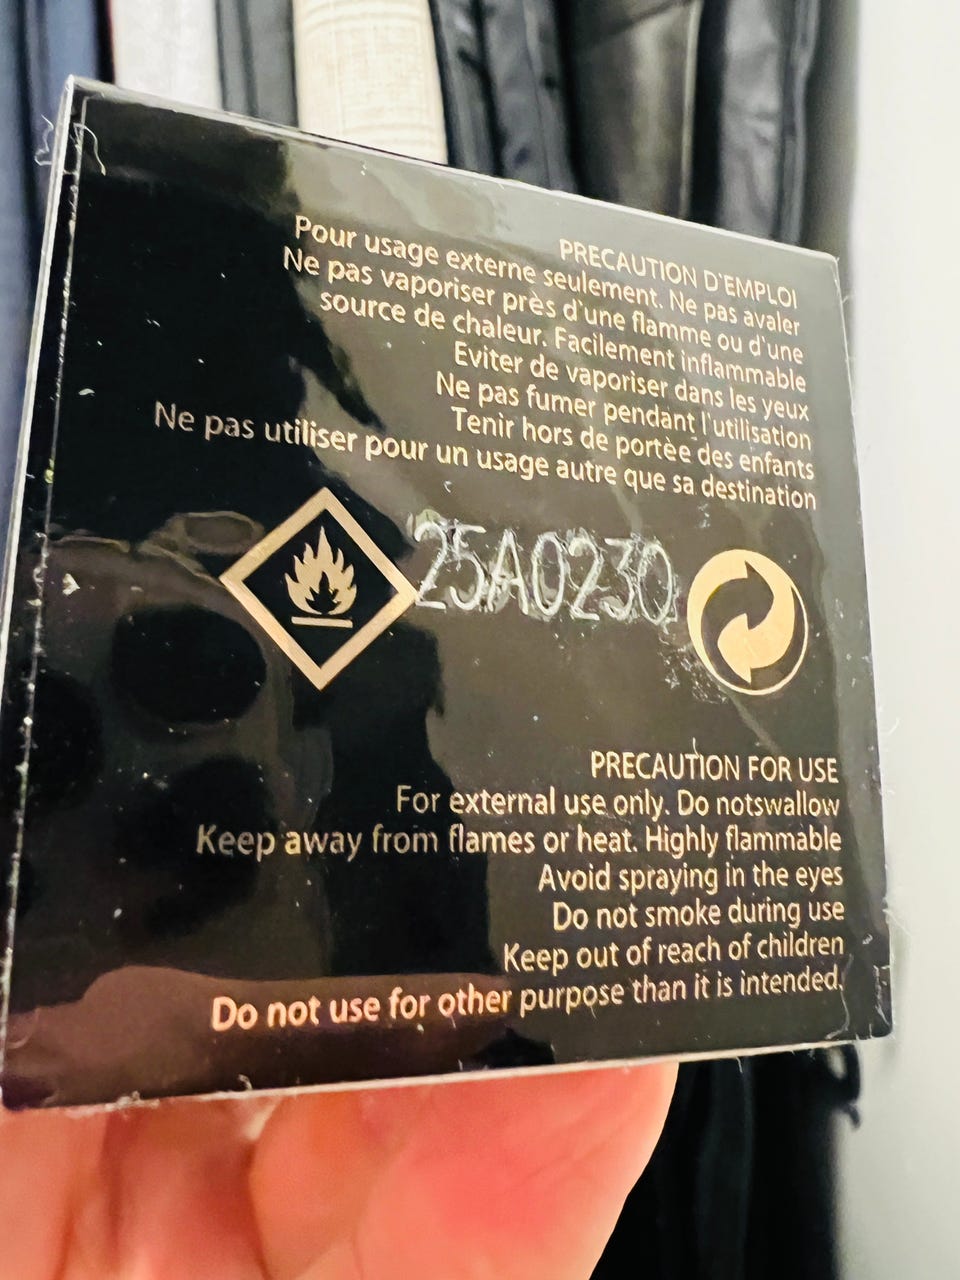 PRECAUTION D'EMPLOI
Pour usage externe seulement. Ne pas avaler
Ne pas vaporiser près d'une flamme ou d'une
source de chaleur. Facilement inflammable
Eviter de vaporiser dans les yeux
Ne pas fumer pendant l'utilisation
Tenir hors de portèe des enfants
Ne pas utiliser pour un usage autre que sa destination
25A0230
PRECAUTION FOR USE
For external use only. Do notswallow
Keep away from flames or heat. Highly flammable
Avoid spraying in the eyes
Do not smoke during use
Keep out of reach of children
Do not use for other purpose than it is intended.